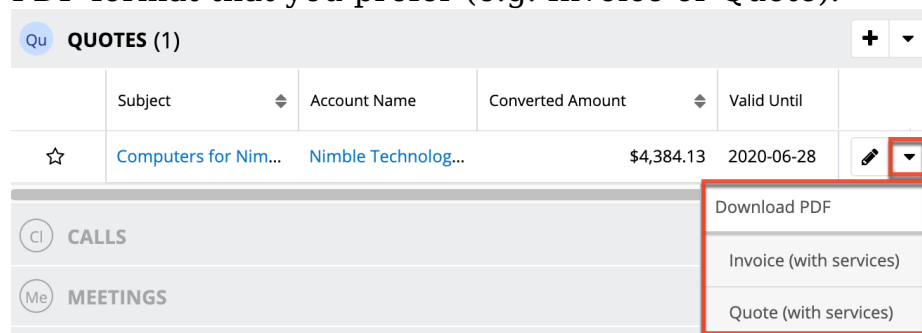 PDF format that you prefer (e.g. Invoice or Quote).
Qu QUOTES (1)
Subject Account Name Converted Amount Valid Until
Computers for Nim... Nimble Technolog... $4,384.13 2020-06-28
Download PDF
Cl CALLS
Invoice (with services)
Me MEETINGS
Quote (with services)